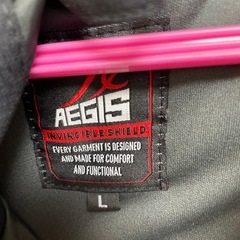 AEGIS
INVINCIBLE SHIELD
EVERY GARMENT IS DESIGNED
AND MADE FOR COMFORT
AND FUNCTIONAL
L